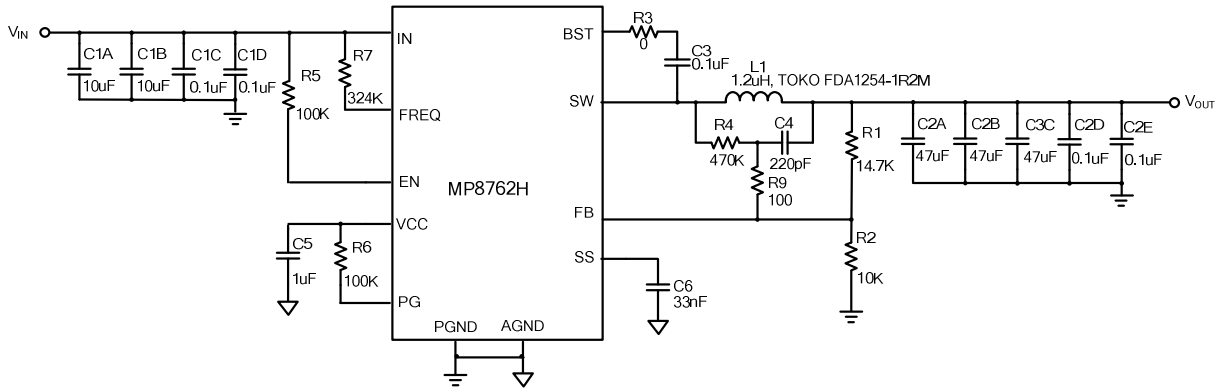 VIN
C1A
10uF
C1B
10uF
C1C
0.1uF
C1D
0.1uF
R5
100K
R7
324K
IN
FREQ
EN
VCC
PG
C5
1uF
R6
100K
MP8762H
PGND
AGND
BST
SW
FB
SS
R3
0
C3
0.1uF
L1
1.2uH, TOKO FDA1254-1R2M
R4
470K
C4
220pF
R9
100
R1
14.7K
R2
10K
C6
33nF
C2A
47uF
C2B
47uF
C3C
47uF
C2D
0.1uF
C2E
0.1uF
VOUT